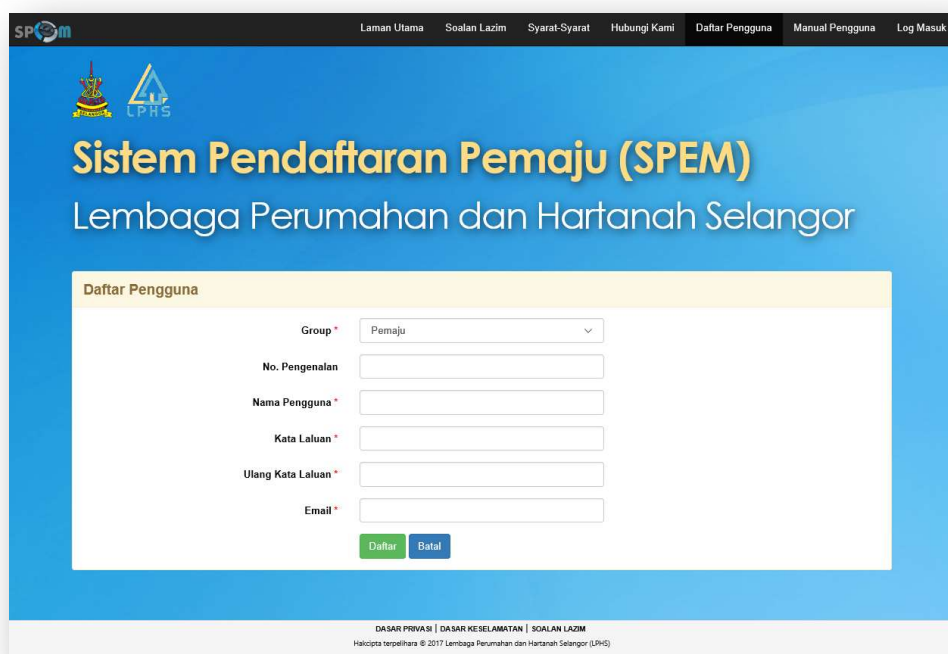 SPEM
Laman Utama Soalan Lazim Syarat-Syarat Hubungi Kami Daftar Pengguna Manual Pengguna Log Masuk
SELANGOR
LPHS
Sistem Pendaftaran Pemaju (SPEM)
Lembaga Perumahan dan Hartanah Selangor
Daftar Pengguna
Group * Pemaju
No. Pengenalan
Nama Pengguna *
Kata Laluan *
Ulang Kata Laluan *
Email *
Daftar Batal
DASAR PRIVASI | DASAR KESELAMATAN | SOALAN LAZIM
Hakcipta terpelihara © 2017 Lembaga Perumahan dan Hartanah Selangor (LPHS)